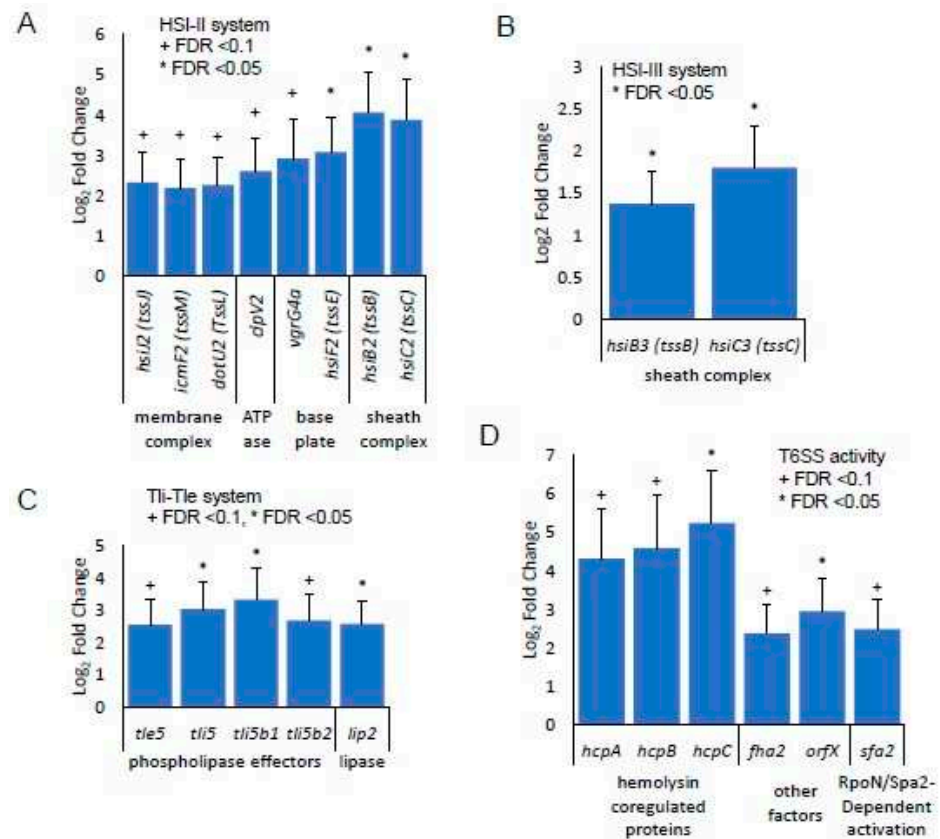 A
HSI-II system
+ FDR <0.1
* FDR <0.05
Log2 Fold Change
6
5
4
3
2
1
0
+ + + + + * * *
hsiJ2 (tssJ)
icmF2 (tssM)
dotU2 (TssL)
clpV2
vgrG4a
hsiF2 (tssE)
hsiB2 (tssB)
hsiC2 (tssC)
membrane complex
ATP ase
base plate
sheath complex
B
HSI-III system
* FDR <0.05
Log2 Fold Change
3
2.5
2
1.5
1
0.5
0
* *
hsiB3 (tssB) hsiC3 (tssC)
sheath complex
C
Tli-Tle system
+ FDR <0.1, * FDR <0.05
Log2 Fold Change
5
4
3
2
1
0
+ * * + *
tle5 tli5 tli5b1 tli5b2 lip2
phospholipase effectors lipase
D
T6SS activity
+ FDR <0.1
* FDR <0.05
Log2 Fold Change
7
6
5
4
3
2
1
0
+ + * + * +
hcpA hcpB hcpC fha2 orfX sfa2
hemolysin
coregulated
proteins
other
factors
RpoN/Spa2-
Dependent
activation